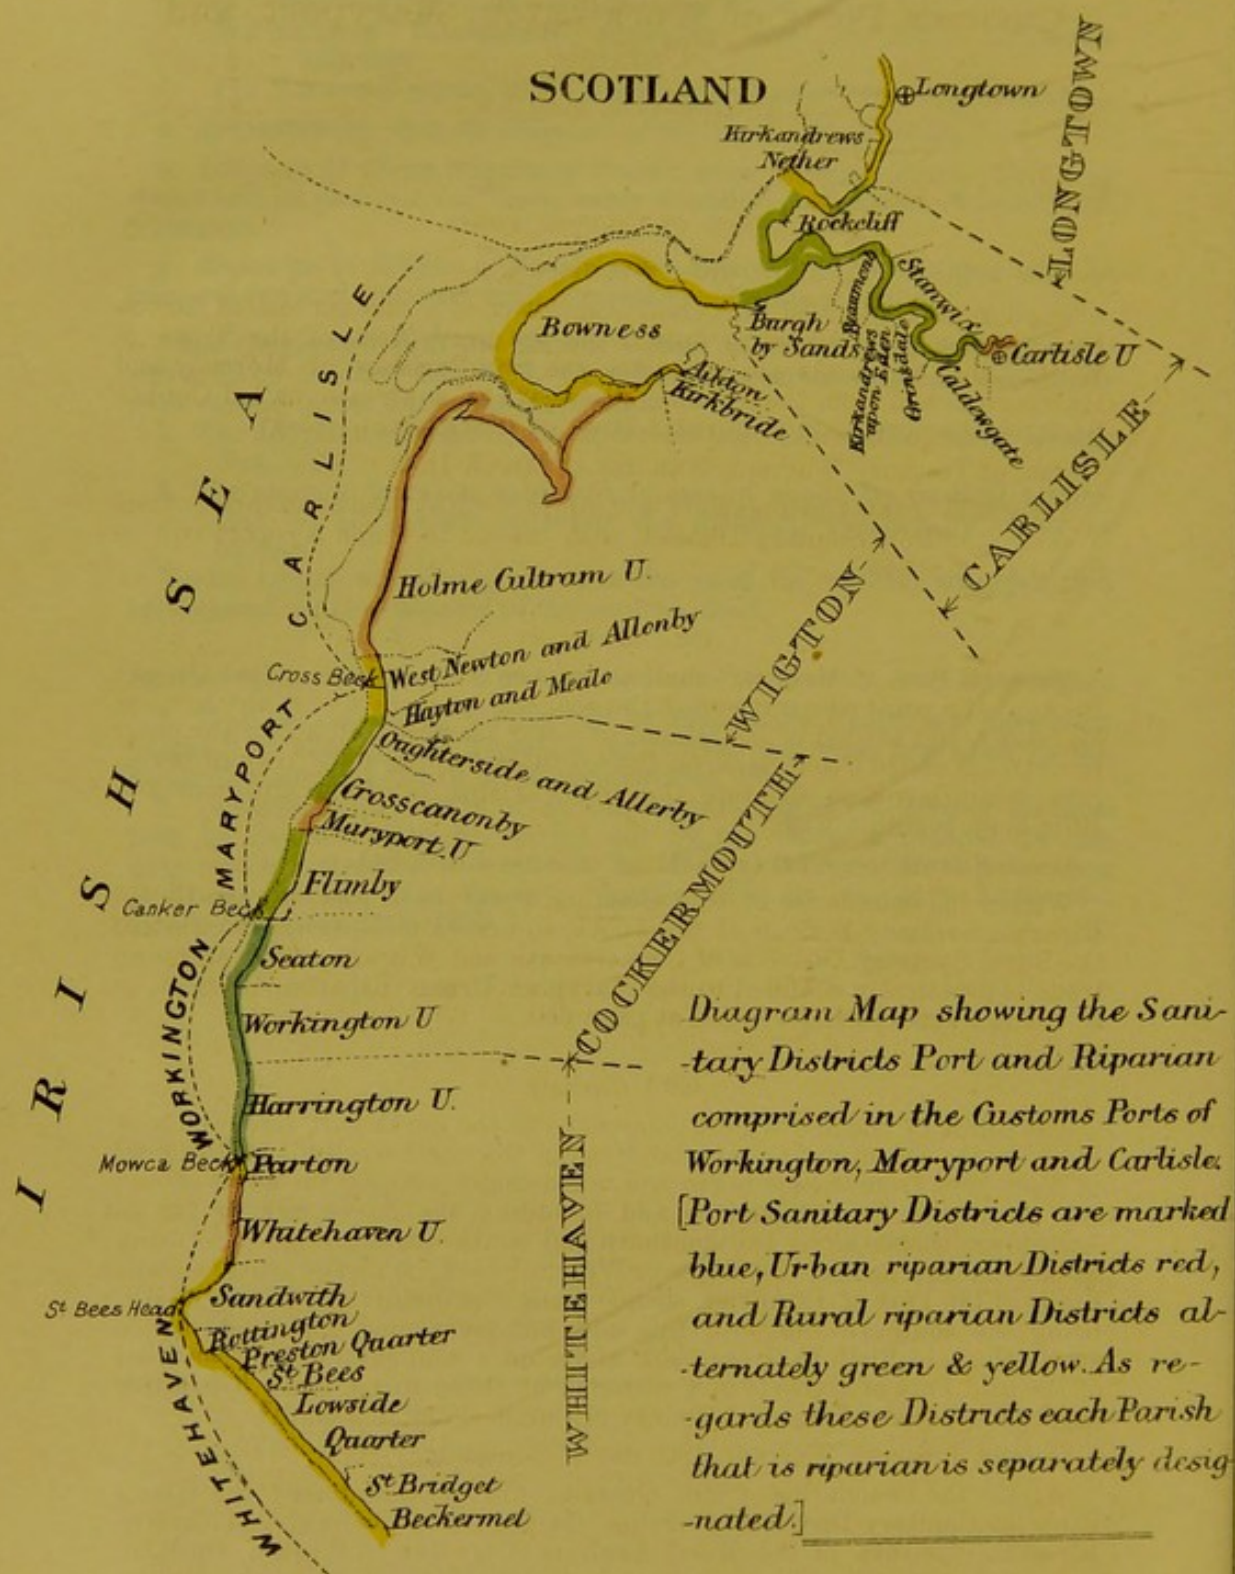 SCOTLAND
Longtown
LONGTOWN
Kirkandrews
Nether
Rockcliff
Stanwix
Beaumont
Burgh
by Sands
Kirkandrews
upon Eden
Grinsdale
Carlisle U
Caldewgate
Bowness
Aikton
Kirkbride
CARLISLE
CARLISLE
IRISH SEA
Holme Cultram U.
WIGTON
Cross Beck
West Newton and Allonby
Hayton and Mealo
MARYPORT
Oughterside and Allerby
Crosscanonby
Maryport U
Flimby
Canker Beck
COCKERMOUTH
WORKINGTON
Seaton
Workington U
Harrington U.
Mowca Beck
Parton
Whitehaven U.
WHITEHAVEN
St Bees Head
Sandwith
Rottington
Preston Quarter
St Bees
Lowside
Quarter
St Bridget
Beckermet
WHITEHAVEN
Diagram Map showing the Sani-
-tary Districts Port and Riparian
comprised in the Customs Ports of
Workington, Maryport and Carlisle.
[Port Sanitary Districts are marked
blue, Urban riparian Districts red,
and Rural riparian Districts al-
-ternately green & yellow. As re-
-gards these Districts each Parish
that is riparian is separately desig-
-nated.]